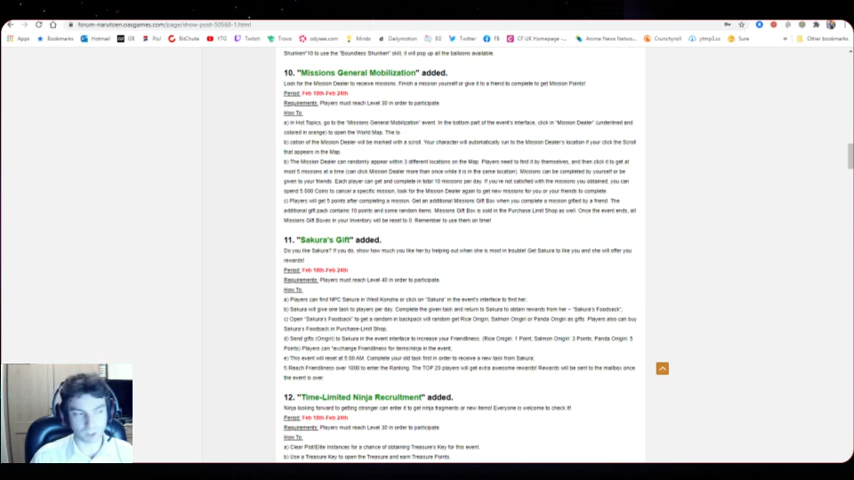 forum-narutoen.oasgames.com/page/show-post-50568-1.html
Apps Bookmarks Hotmail GB Pixi BitChute YTG Twitch Trovo odysee.com Minds Dailymotion EG Twitter FB CF UK Homepage -... Anime News Networ... Crunchyroll ytmp3.cc Sure Other bookmarks
Shuriken*10 to use the "Boundless Shuriken" skill, it will pop up all the balloons available.
10. "Missions General Mobilization" added.
Look for the Mission Dealer to receive missions. Finish a mission yourself or give it to a friend to complete to get Mission Points!
Period: Feb 18th-Feb 24th
Requirements: Players must reach Level 30 in order to participate
How To:
a) In Hot Topics, go to the "Missions General Mobilization" event. In the bottom part of the event's interface, click in "Mission Dealer" (underlined and
colored in orange) to open the World Map. The lo
b) cation of the Mission Dealer will be marked with a scroll. Your character will automatically run to the Mission Dealer's location if your click the Scroll
that appears in the Map.
b) The Mission Dealer can randomly appear within 3 different locations on the Map. Players need to find it by themselves, and then click it to get at
most 5 missions at a time (can click Mission Dealer more than once while it is in the same location). Missions can be completed by yourself or be
given to your friends. Each player can get and complete in total 10 missions per day. If you're not satisfied with the missions you obtained, you can
spend 5.000 Coins to cancel a specific mission, look for the Mission Dealer again to get new missions for you or your friends to complete.
c) Players will get 5 points after completing a mission. Get an additional Missions Gift Box when you complete a mission gifted by a friend. The
additional gift pack contains 10 points and some random items. Missions Gift Box is sold in the Purchase Limit Shop as well. Once the event ends, all
Missions Gift Boxes in your Inventory will be reset to 0. Remember to use them on time!
11. "Sakura's Gift" added.
Do you like Sakura? If you do, show how much you like her by helping out when she is most in trouble! Get Sakura to like you and she will offer you
rewards!
Period: Feb 18th-Feb 24th
Requirements: Players must reach Level 40 in order to participate.
How To:
a) Players can find NPC Sakura in West Konoha or click on "Sakura" in the event's interface to find her;
b) Sakura will give one task to players per day. Complete the given task and return to Sakura to obtain rewards from her – "Sakura's Foodsack";
c) Open "Sakura's Foodsack" to get a random in backpack will random get Rice Onigiri, Salmon Onigiri or Panda Onigiri as gifts. Players also can buy
Sakura's Foodsack in Purchase-Limit Shop.
d) Send gifts (Onigiri) to Sakura in the event interface to increase your Friendliness. (Rice Onigiri: 1 Point, Salmon Onigiri: 3 Points, Panda Onigiri: 5
Points) Players can "exchange Friendliness for items/ninja in the event;
e) This event will reset at 5:00 AM. Complete your old task first in order to receive a new task from Sakura;
f) Reach Friendliness over 1000 to enter the Ranking. The TOP 20 players will get extra awesome rewards! Rewards will be sent to the mailbox once
the event is over.
12. "Time-Limited Ninja Recruitment" added.
Ninja looking forward to getting stronger can enter it to get ninja fragments or new items! Everyone is welcome to check it!
Period: Feb 18th-Feb 24th
Requirements: Players must reach Level 30 in order to participate.
How To:
a) Clear Plot/Elite Instances for a chance of obtaining Treasure's Key for this event.
b) Use a Treasure Key to open the Treasure and earn Treasure Points.